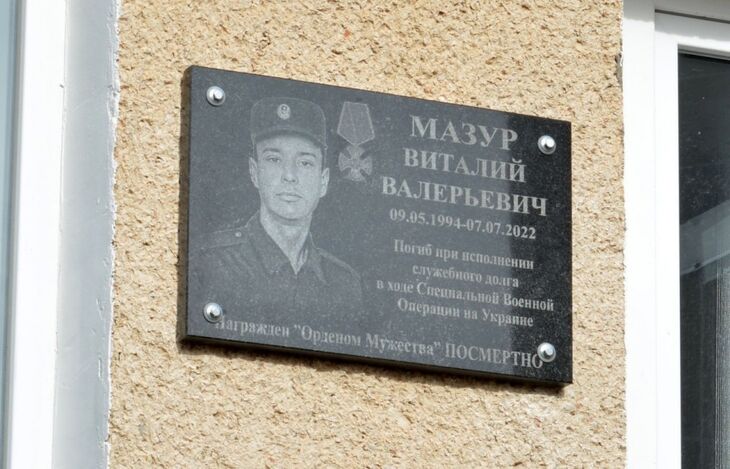 МАЗУР
ВИТАЛИЙ
ВАЛЕРЬЕВИЧ
09.05.1994-07.07.2022
Погиб при исполнении
служебного долга
в ходе Специальной Военной
Операции на Украине
Награжден "Орденом Мужества" ПОСМЕРТНО